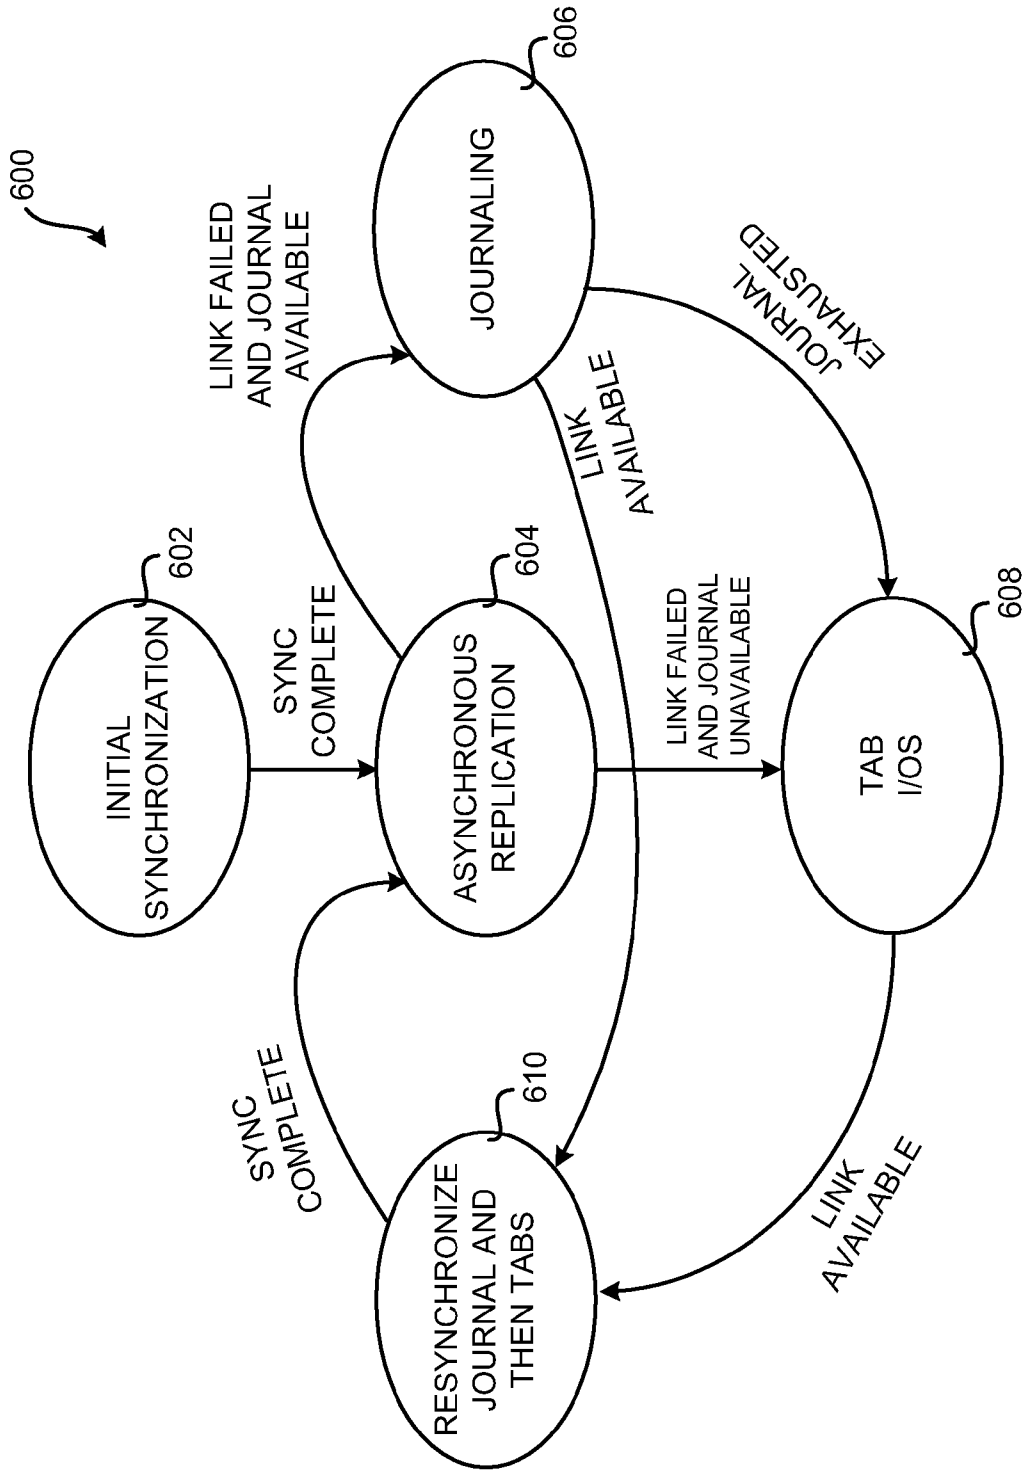 600
INITIAL
SYNCHRONIZATION
602
SYNC
COMPLETE
SYNC
COMPLETE
LINK FAILED
AND JOURNAL
AVAILABLE
RESYNCHRONIZE
JOURNAL AND
THEN TABS
610
ASYNCHRONOUS
REPLICATION
604
JOURNALING
606
LINK
AVAILABLE
LINK FAILED
AND JOURNAL
UNAVAILABLE
JOURNAL
EXHAUSTED
LINK
AVAILABLE
TAB
I/OS
608